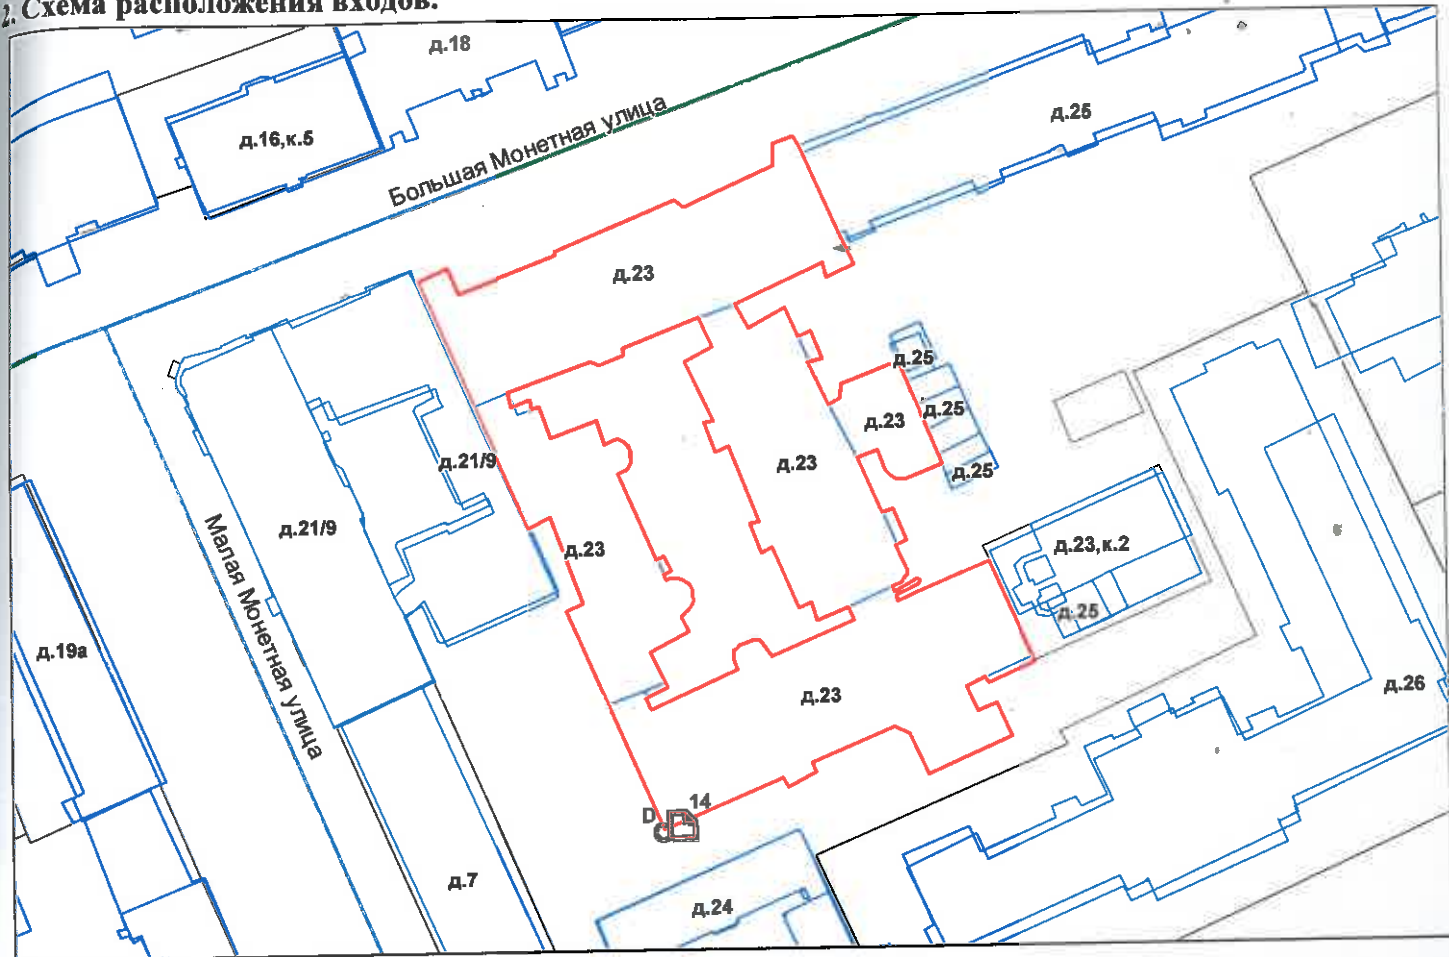 2. Схема расположения входов.
д.18
д.16,к.5
Большая Монетная улица
д.25
д.23
д.25
д.23
д.25
д.21/9
д.23
д.25
д.21/9
Малая Монетная улица
д.23
д.23,к.2
д.25
д.19а
д.23
д.26
D
14
д.7
д.24